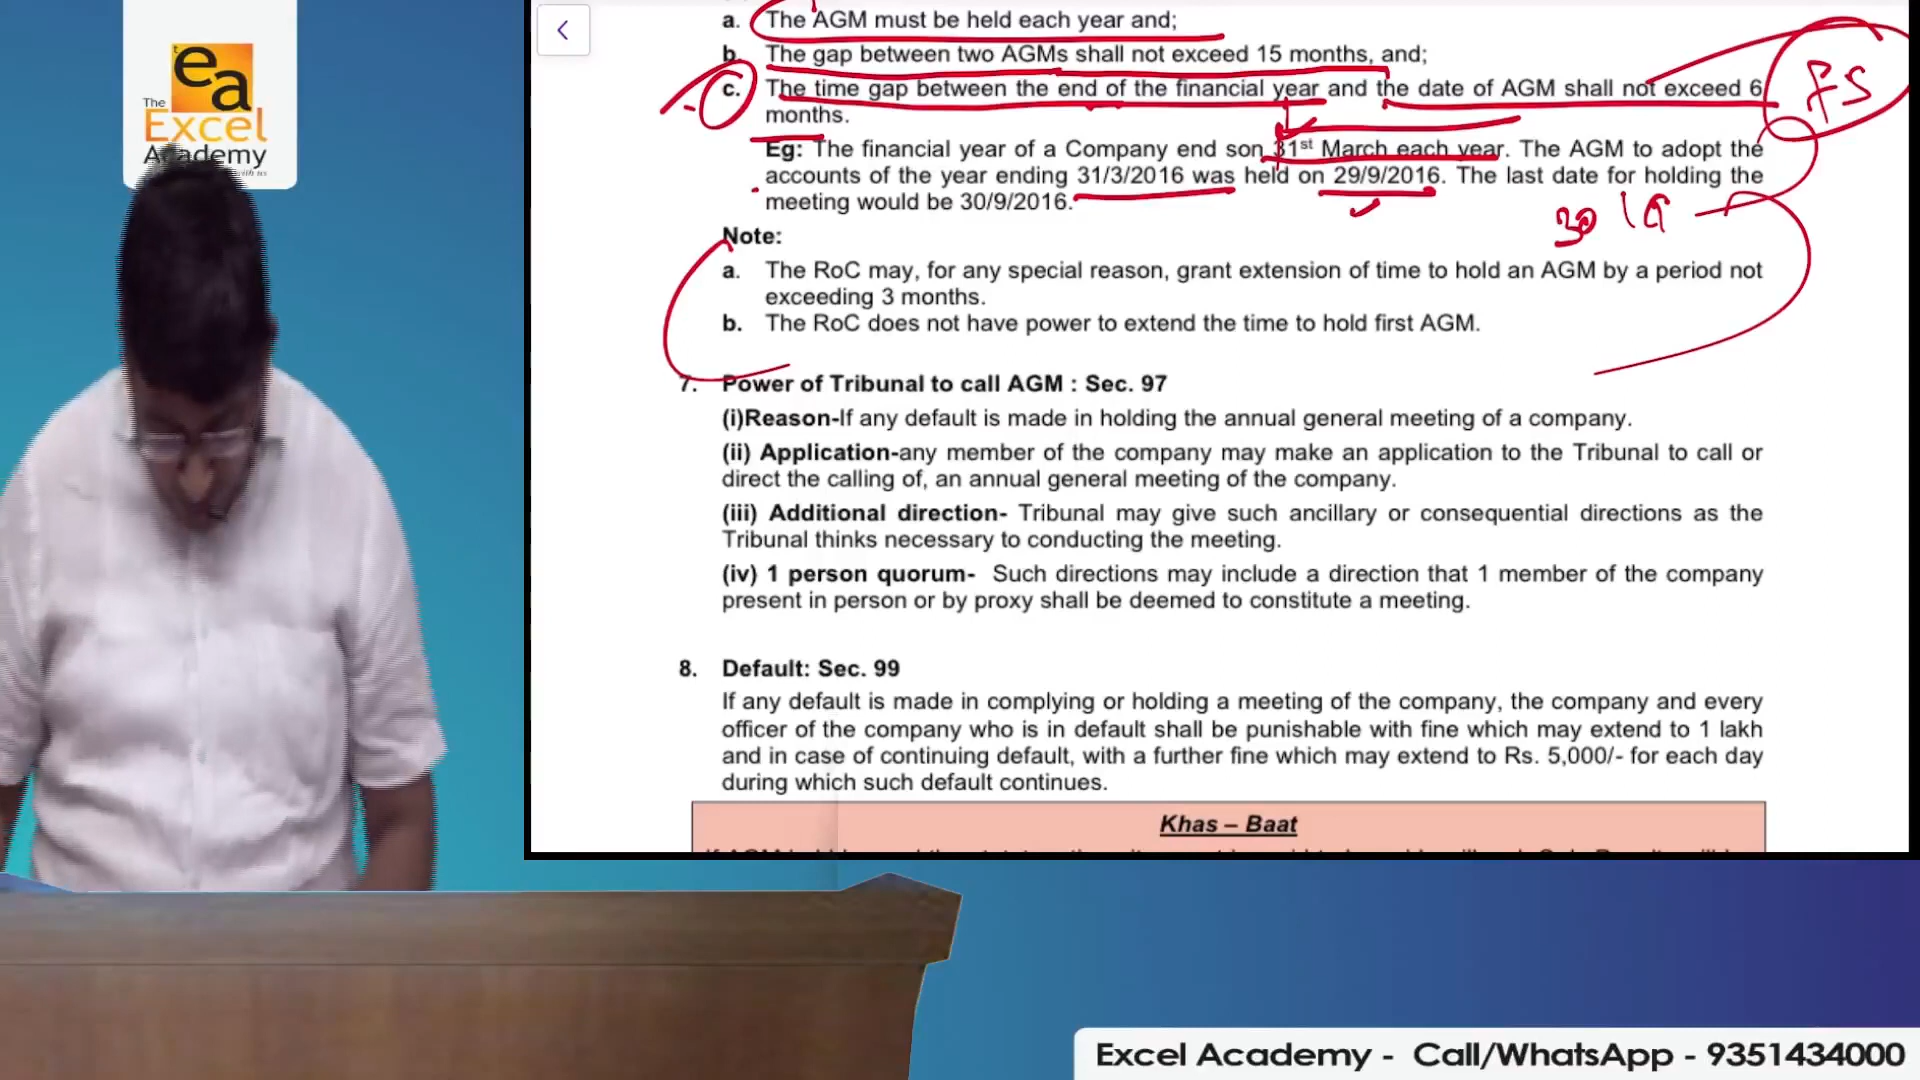 ea
The
Excel
Academy
a. The AGM must be held each year and;
b. The gap between two AGMs shall not exceed 15 months, and;
c. The time gap between the end of the financial year and the date of AGM shall not exceed 6
months.
FS
Eg: The financial year of a Company end son 31st March each year. The AGM to adopt the
accounts of the year ending 31/3/2016 was held on 29/9/2016. The last date for holding the
meeting would be 30/9/2016.
30 / 9
Note:
a. The RoC may, for any special reason, grant extension of time to hold an AGM by a period not
exceeding 3 months.
b. The RoC does not have power to extend the time to hold first AGM.
7. Power of Tribunal to call AGM : Sec. 97
(i)Reason-If any default is made in holding the annual general meeting of a company.
(ii) Application-any member of the company may make an application to the Tribunal to call or
direct the calling of, an annual general meeting of the company.
(iii) Additional direction- Tribunal may give such ancillary or consequential directions as the
Tribunal thinks necessary to conducting the meeting.
(iv) 1 person quorum- Such directions may include a direction that 1 member of the company
present in person or by proxy shall be deemed to constitute a meeting.
8. Default: Sec. 99
If any default is made in complying or holding a meeting of the company, the company and every
officer of the company who is in default shall be punishable with fine which may extend to 1 lakh
and in case of continuing default, with a further fine which may extend to Rs. 5,000/- for each day
during which such default continues.
Khas – Baat
Excel Academy - Call/WhatsApp - 9351434000